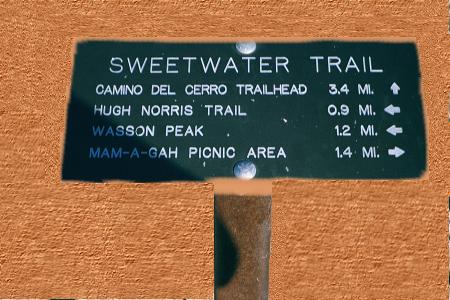 SWEETWATER TRAIL
CAMINO DEL CERRO TRAILHEAD 3.4 MI. ↑
HUGH NORRIS TRAIL 0.9 MI. ←
WASSON PEAK 1.2 MI. ←
MAM-A-GAH PICNIC AREA 1.4 MI. →